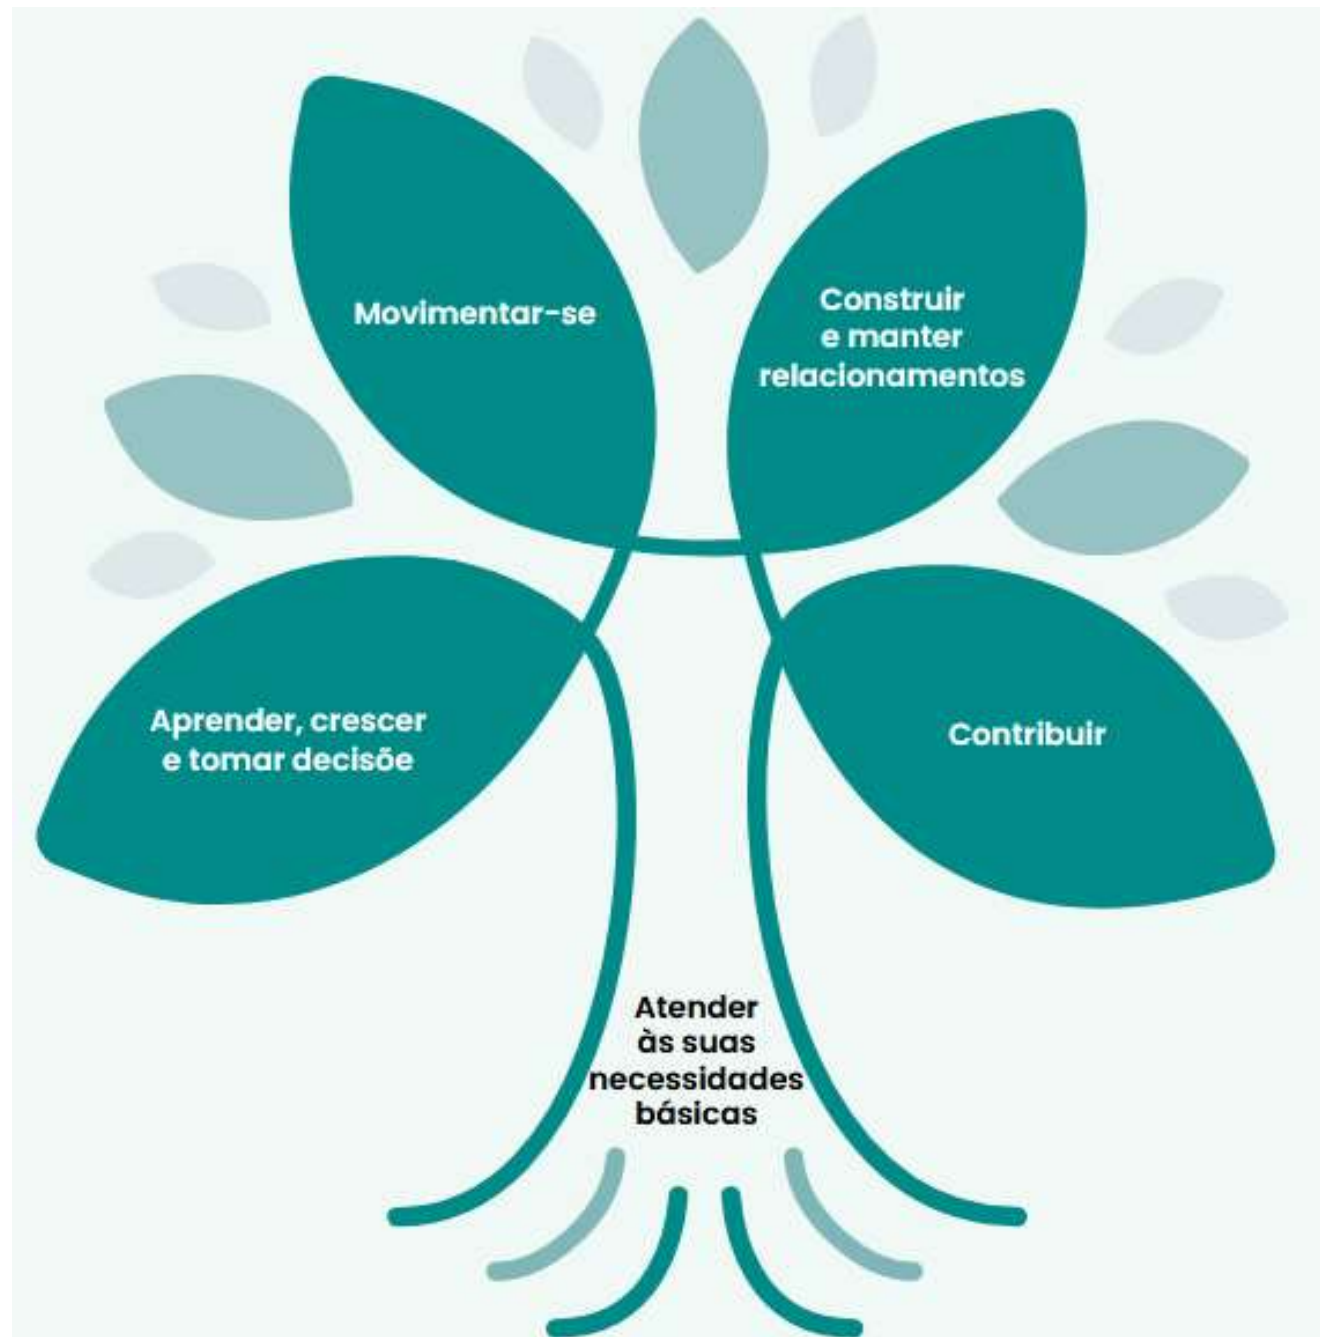 Movimentar-se
Construir
e manter
relacionamentos
Aprender, crescer
e tomar decisõe
Contribuir
Atender
às suas
necessidades
básicas